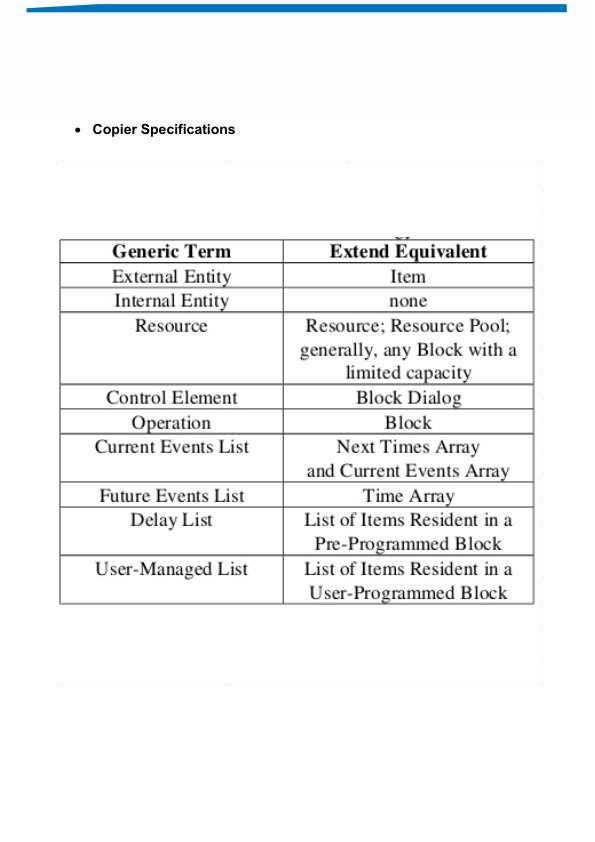 • Copier Specifications
Generic Term Extend Equivalent
External Entity Item
Internal Entity none
Resource Resource; Resource Pool;
generally, any Block with a
limited capacity
Control Element Block Dialog
Operation Block
Current Events List Next Times Array
and Current Events Array
Future Events List Time Array
Delay List List of Items Resident in a
Pre-Programmed Block
User-Managed List List of Items Resident in a
User-Programmed Block